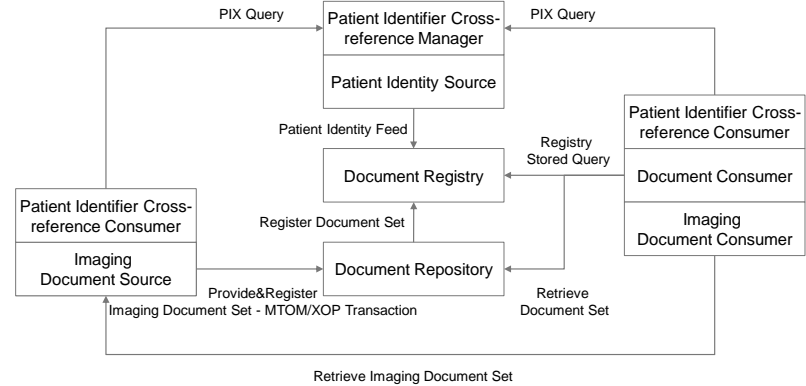 PIX Query
Patient Identifier Cross-
reference Manager
PIX Query
Patient Identity Source
Patient Identity Feed
Patient Identifier Cross-
reference Consumer
Registry
Stored Query
Document Registry
Document Consumer
Patient Identifier Cross-
reference Consumer
Register Document Set
Imaging
Document Consumer
Imaging
Document Source
Document Repository
Provide&Register
Imaging Document Set - MTOM/XOP Transaction
Retrieve
Document Set
Retrieve Imaging Document Set